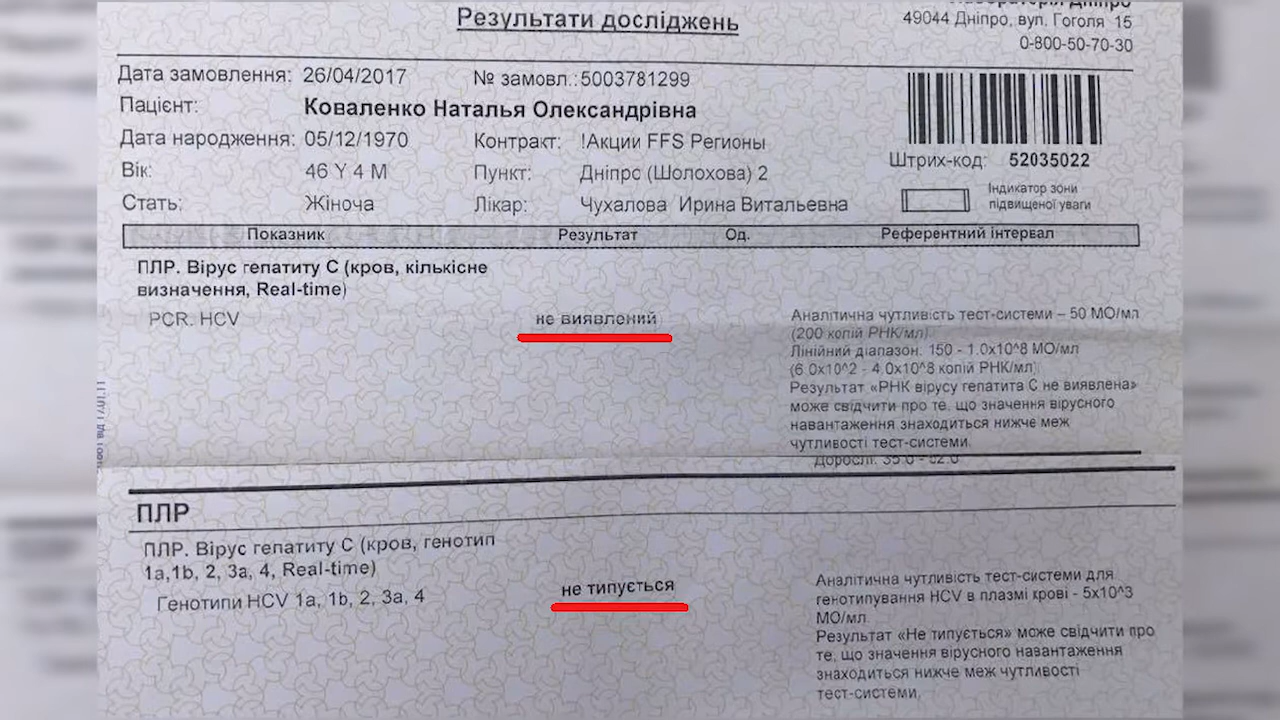 Результати досліджень
49044 Дніпро, вул. Гоголя 15
0-800-50-70-30
Дата замовлення: 26/04/2017 № замовл.: 5003781299
Пацієнт: Коваленко Наталья Олександрівна
Дата народження: 05/12/1970 Контракт: !Акции FFS Регионы
Вік: 46 Y 4 M Пункт: Дніпро (Шолохова) 2
Стать: Жіноча Лікар: Чухалова Ирина Витальевна
Штрих-код: 52035022
Індикатор зони
підвищеної уваги
Показник Результат Од. Референтний інтервал
ПЛР. Вірус гепатиту С (кров, кількісне
визначення, Real-time)
PCR. HCV не виявлений
Аналітична чутливість тест-системи – 50 МО/мл
(200 копій РНК/мл)
Лінійний діапазон: 150 - 1.0x10^8 МО/мл
(6.0x10^2 - 4.0x10^8 копій РНК/мл)
Результат «РНК вірусу гепатита С не виявлена»
може свідчити про те, що значення вірусного
навантаження знаходиться нижче меж
чутливості тест-системи.
Дорослі: 35.0 - 52.0
ПЛР
ПЛР. Вірус гепатиту С (кров, генотип
1a,1b, 2, 3a, 4, Real-time)
Генотипи HCV 1a, 1b, 2, 3a, 4 не типується
Аналітична чутливість тест-системи для
генотипування HCV в плазмі крові - 5x10^3
МО/мл.
Результат «Не типується» може свідчити про
те, що значення вірусного навантаження
знаходиться нижче меж чутливості
тест-системи.